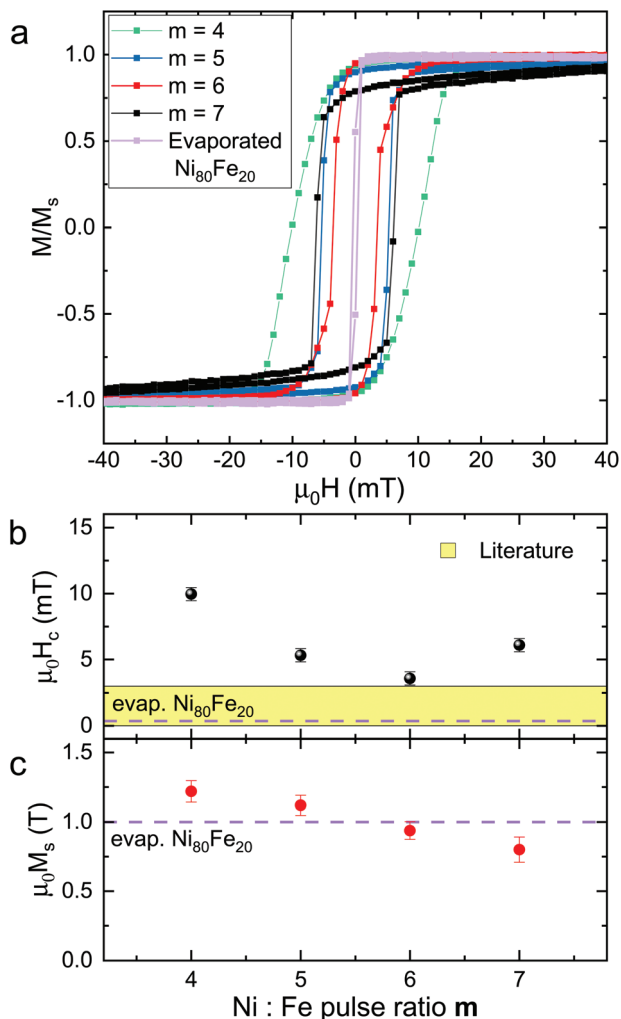 a
m = 4
m = 5
m = 6
m = 7
Evaporated
Ni₈₀Fe₂₀
M/Mₛ
1.0
0.5
0.0
-0.5
-1.0
-40 -30 -20 -10 0 10 20 30 40
μ₀H (mT)
b
Literature
μ₀H_c (mT)
15
10
5
0
evap. Ni₈₀Fe₂₀
c
μ₀Mₛ (T)
1.5
1.0
0.5
0.0
evap. Ni₈₀Fe₂₀
4 5 6 7
Ni : Fe pulse ratio m